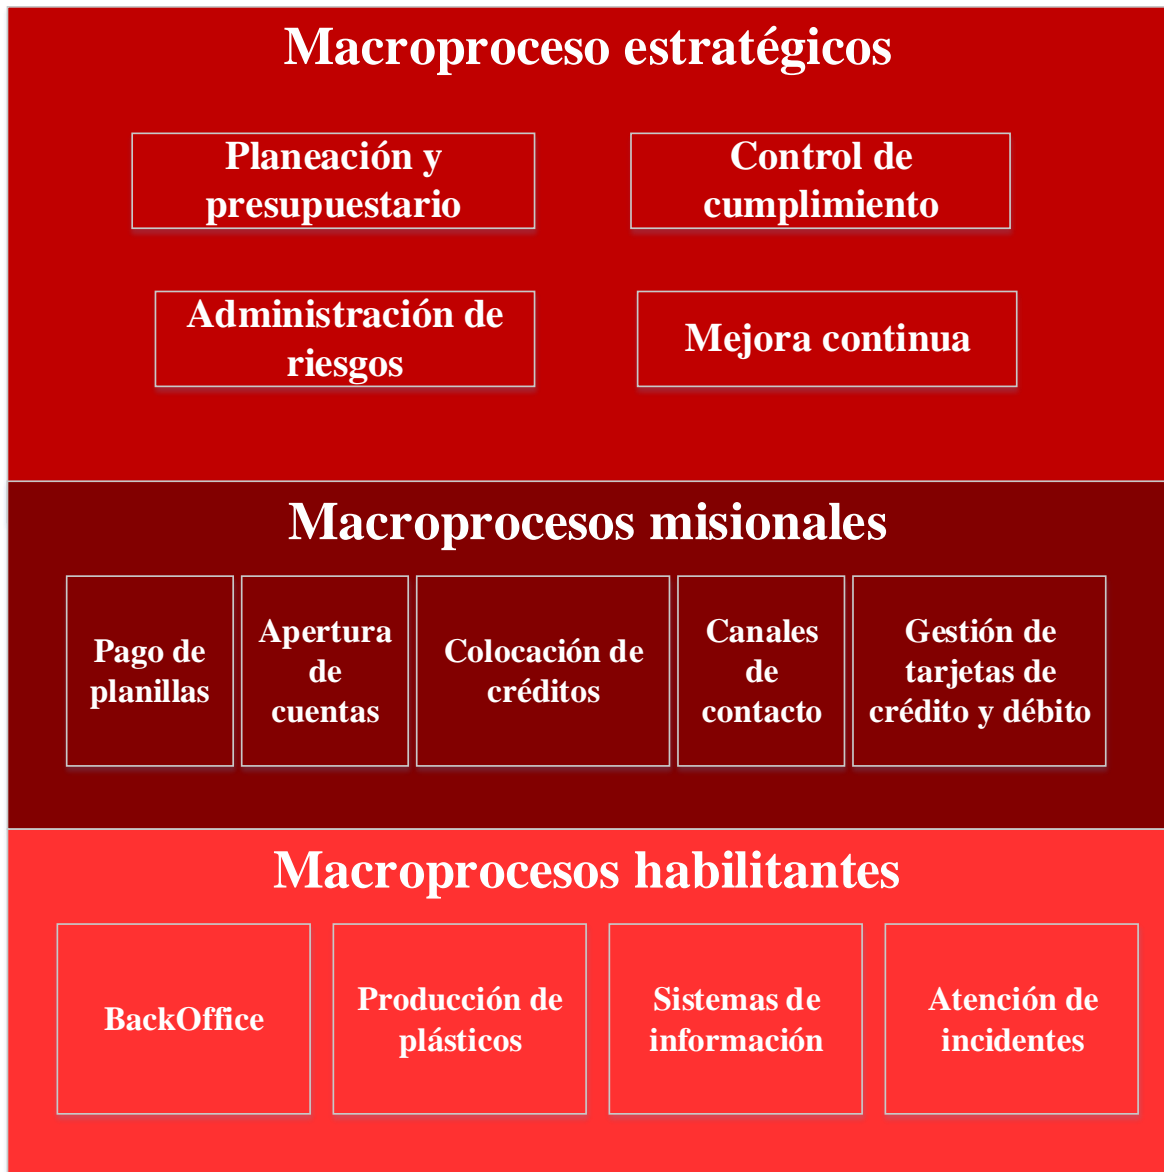 Macroproceso estratégicos
Planeación y
presupuestario
Control de
cumplimiento
Administración de
riesgos
Mejora continua
Macroprocesos misionales
Pago de
planillas
Apertura
de
cuentas
Colocación de
créditos
Canales
de
contacto
Gestión de
tarjetas de
crédito y débito
Macroprocesos habilitantes
BackOffice
Producción de
plásticos
Sistemas de
información
Atención de
incidentes